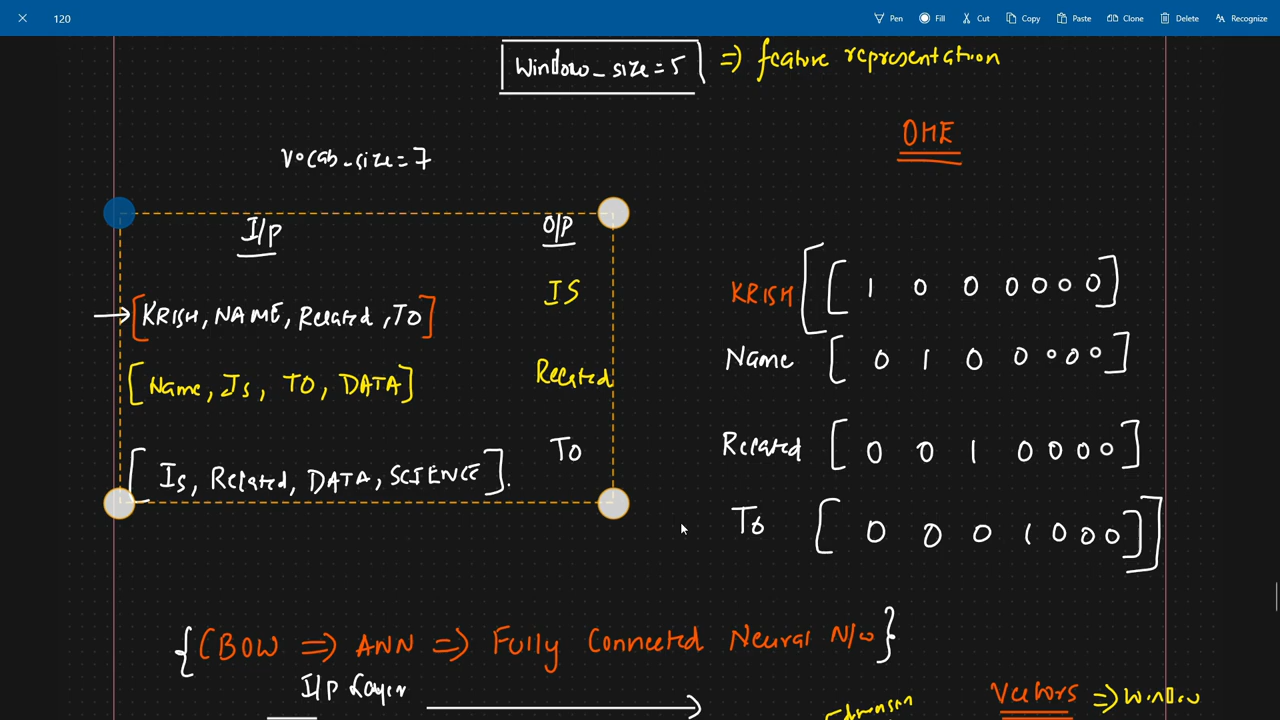 120
Pen Fill Cut Copy Paste Clone Delete Recognize
Window_size=5 => feature representation
OHE
Vocab_size=7
I/p O/p
[KRISH, NAME, Related, TO] IS
[Name, Is, TO, DATA] Related
[Is, Related, DATA, SCIENCE]. To
KRISH [[1 0 0 0 0 0 0]
Name [0 1 0 0 0 0 0]
Related [0 0 1 0 0 0 0]
To [0 0 0 1 0 0 0]]
{CBOW => ANN => Fully Connected Neural N/w}
I/p Layer
Vectors => Window